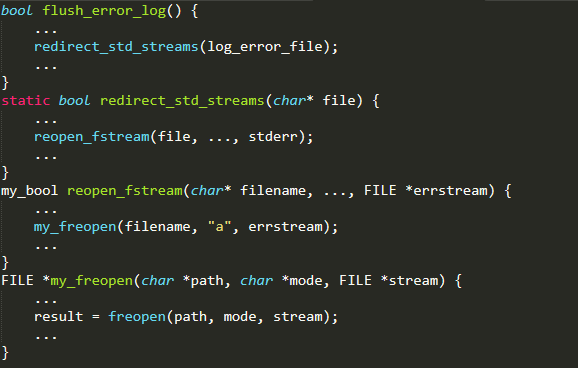 bool flush_error_log() {
    ...
    redirect_std_streams(log_error_file);
    ...
}
static bool redirect_std_streams(char* file) {
    ...
    reopen_fstream(file, ..., stderr);
    ...
}
my_bool reopen_fstream(char* filename, ..., FILE *errstream) {
    ...
    my_freopen(filename, "a", errstream);
    ...
}
FILE *my_freopen(char *path, char *mode, FILE *stream) {
    ...
    result = freopen(path, mode, stream);
    ...
}